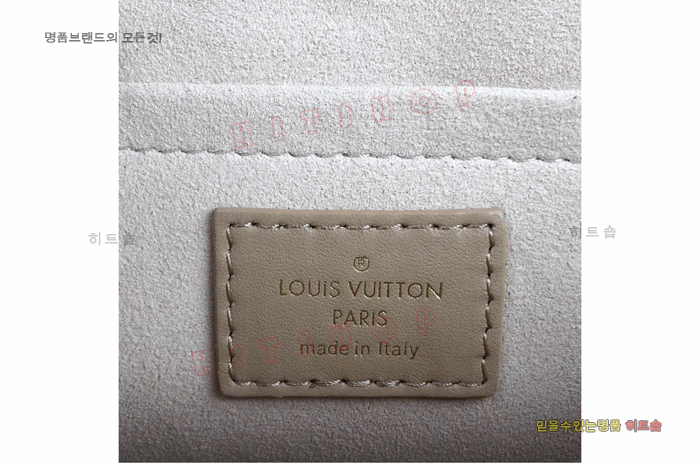 명품브랜드의 모든것!
히트숍
히트숍
®
LOUIS VUITTON
PARIS
made in Italy
믿을수있는명품 히트숍